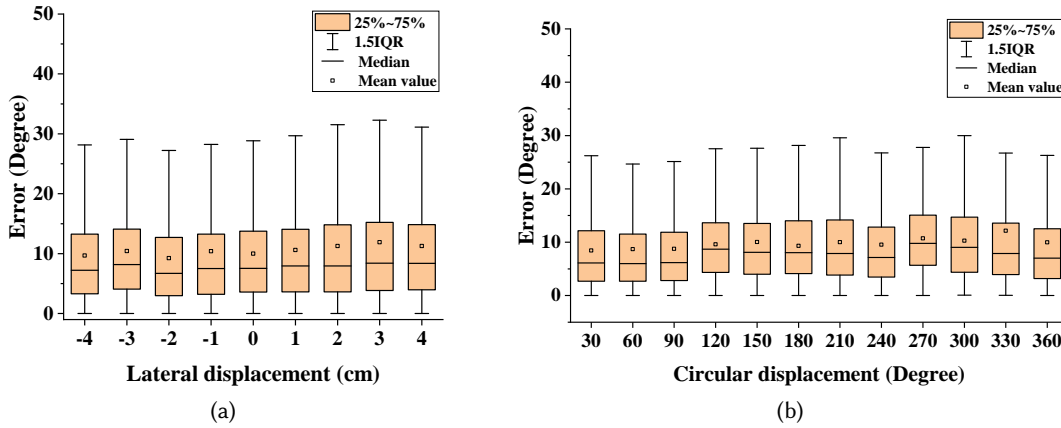 50
40
30
20
10
0
Error (Degree)
25%~75%
1.5IQR
Median
Mean value
-4 -3 -2 -1 0 1 2 3 4
Lateral displacement (cm)
(a)
50
40
30
20
10
0
Error (Degree)
25%~75%
1.5IQR
Median
Mean value
30 60 90 120 150 180 210 240 270 300 330 360
Circular displacement (Degree)
(b)